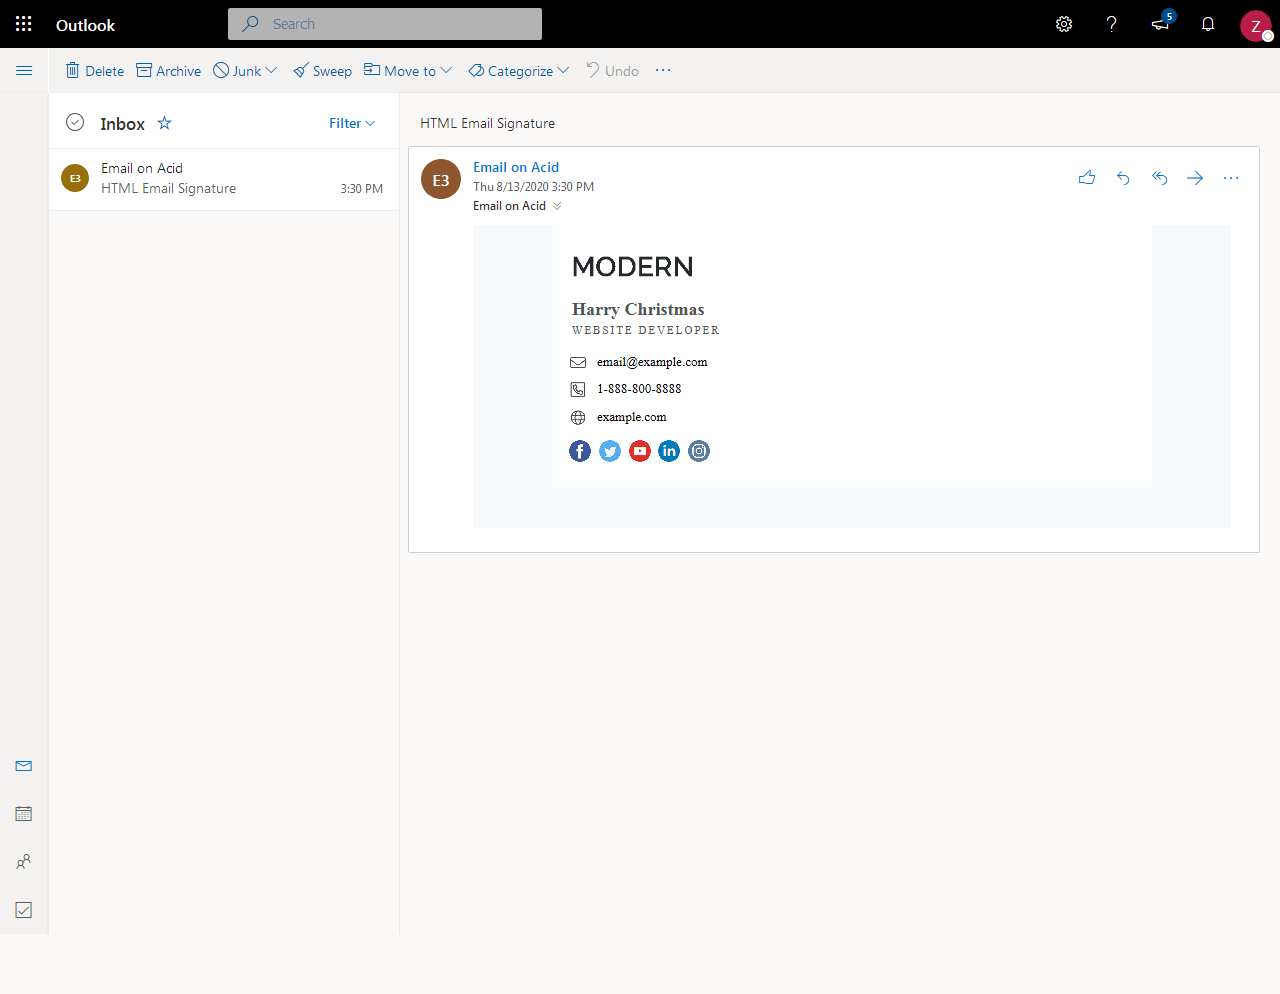 Outlook
Search
5
Z
Delete Archive Junk Sweep Move to Categorize Undo ...
Inbox
Filter
E3
Email on Acid
HTML Email Signature 3:30 PM
HTML Email Signature
E3
Email on Acid
Thu 8/13/2020 3:30 PM
Email on Acid
MODERN
Harry Christmas
WEBSITE DEVELOPER
email@example.com
1-888-800-8888
example.com